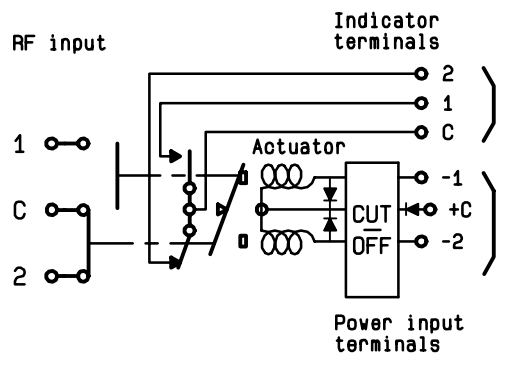 Indicator
terminals
RF input
2
1
C
Actuator
1
C
2
-1
+C
-2
CUT
OFF
Power input
terminals